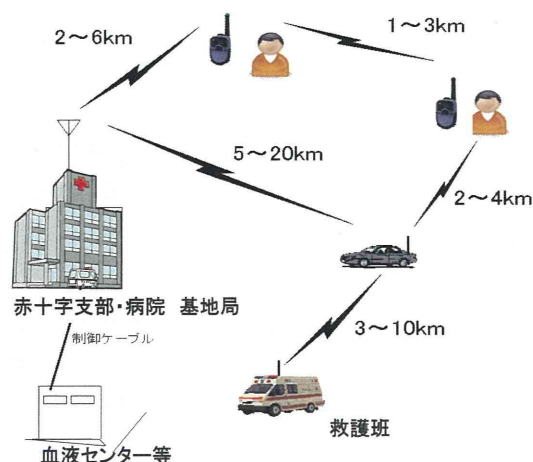 2～6km
1～3km
5～20km
2～4km
赤十字支部・病院 基地局
3～10km
制御ケーブル
救護班
血液センター等